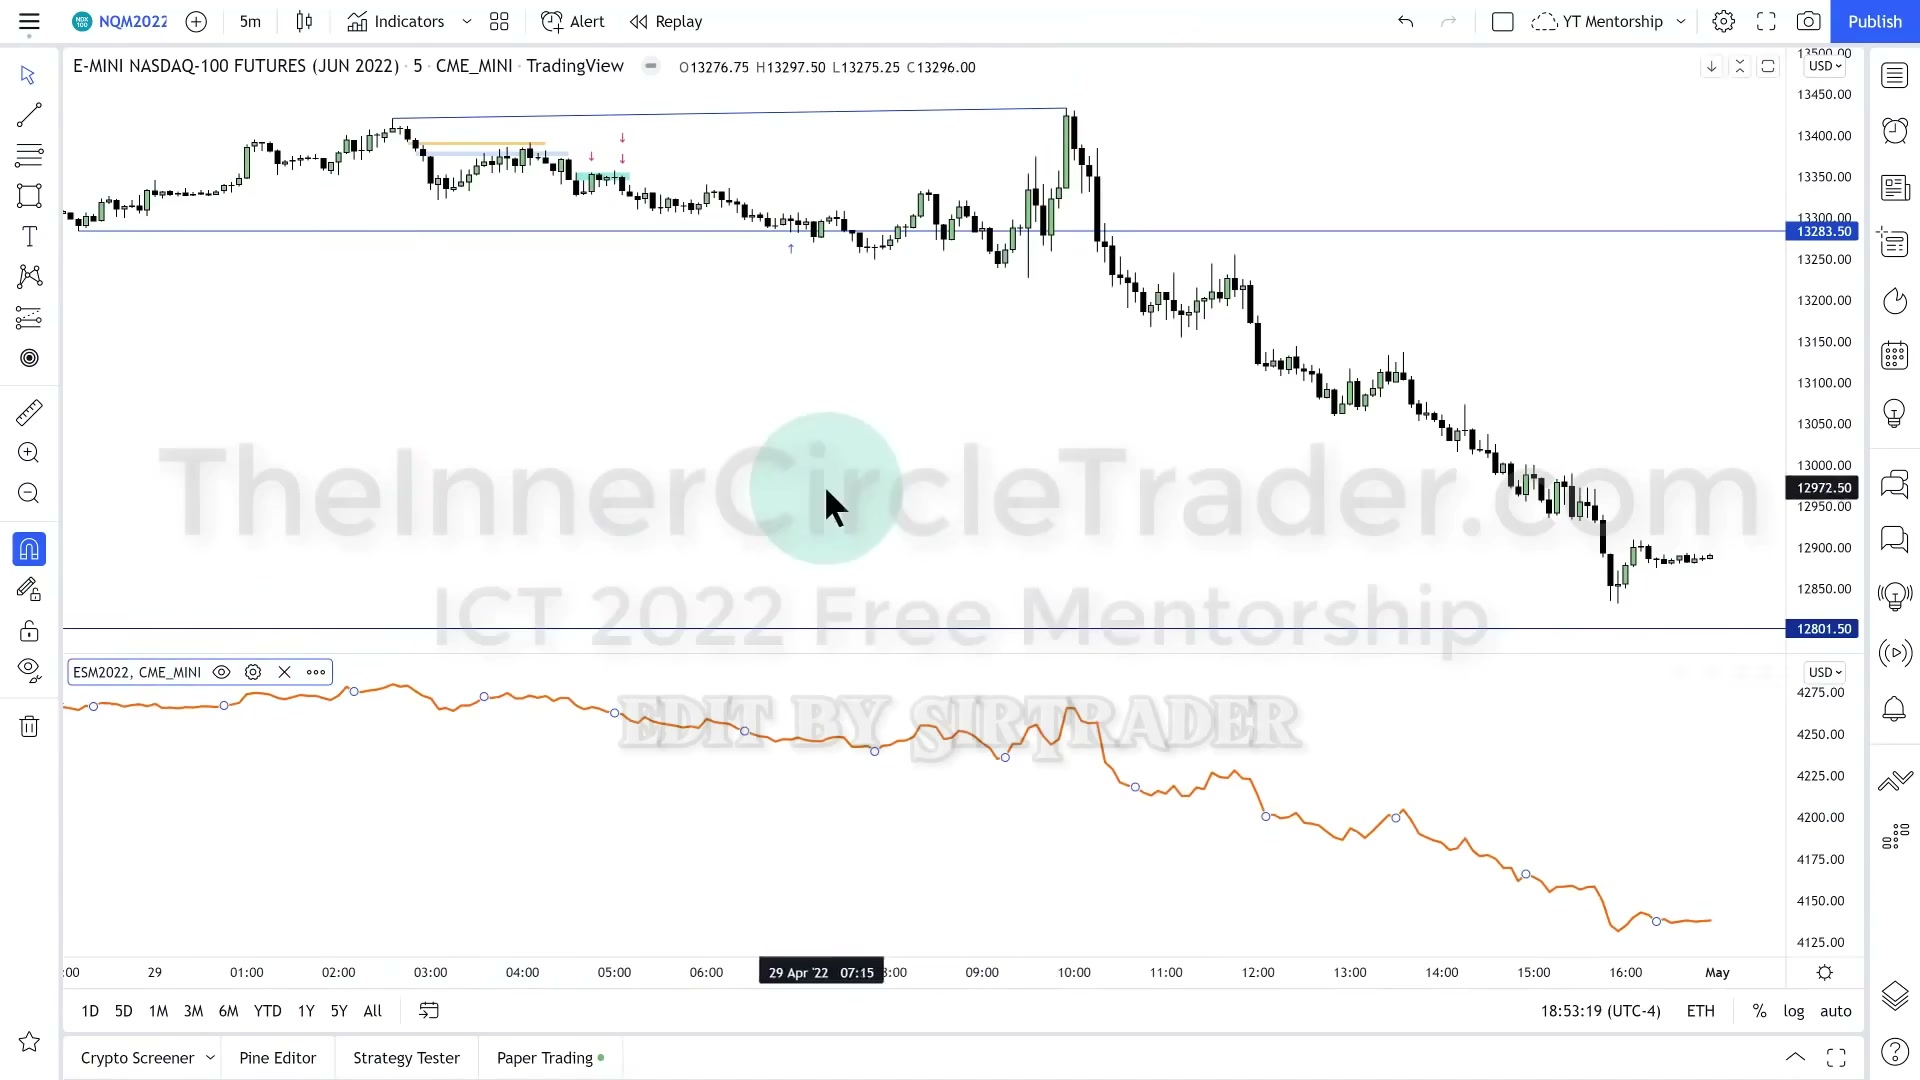 NQM2022
5m
Indicators
Alert
Replay
YT Mentorship
Publish
E-MINI NASDAQ-100 FUTURES (JUN 2022) · 5 · CME_MINI · TradingView
O13276.75 H13297.50 L13275.25 C13296.00
USD
13500.00
13450.00
13400.00
13350.00
13300.00
13283.50
13250.00
13200.00
13150.00
13100.00
13050.00
13000.00
12972.50
12950.00
12900.00
12850.00
12801.50
TheInnerCircleTrader.com
ICT 2022 Free Mentorship
EDIT BY SIRTRADER
ESM2022, CME_MINI
USD
4275.00
4250.00
4225.00
4200.00
4175.00
4150.00
4125.00
:00 29 01:00 02:00 03:00 04:00 05:00 06:00 29 Apr '22 07:15 8:00 09:00 10:00 11:00 12:00 13:00 14:00 15:00 16:00 May
1D 5D 1M 3M 6M YTD 1Y 5Y All
18:53:19 (UTC-4) ETH % log auto
Crypto Screener Pine Editor Strategy Tester Paper Trading